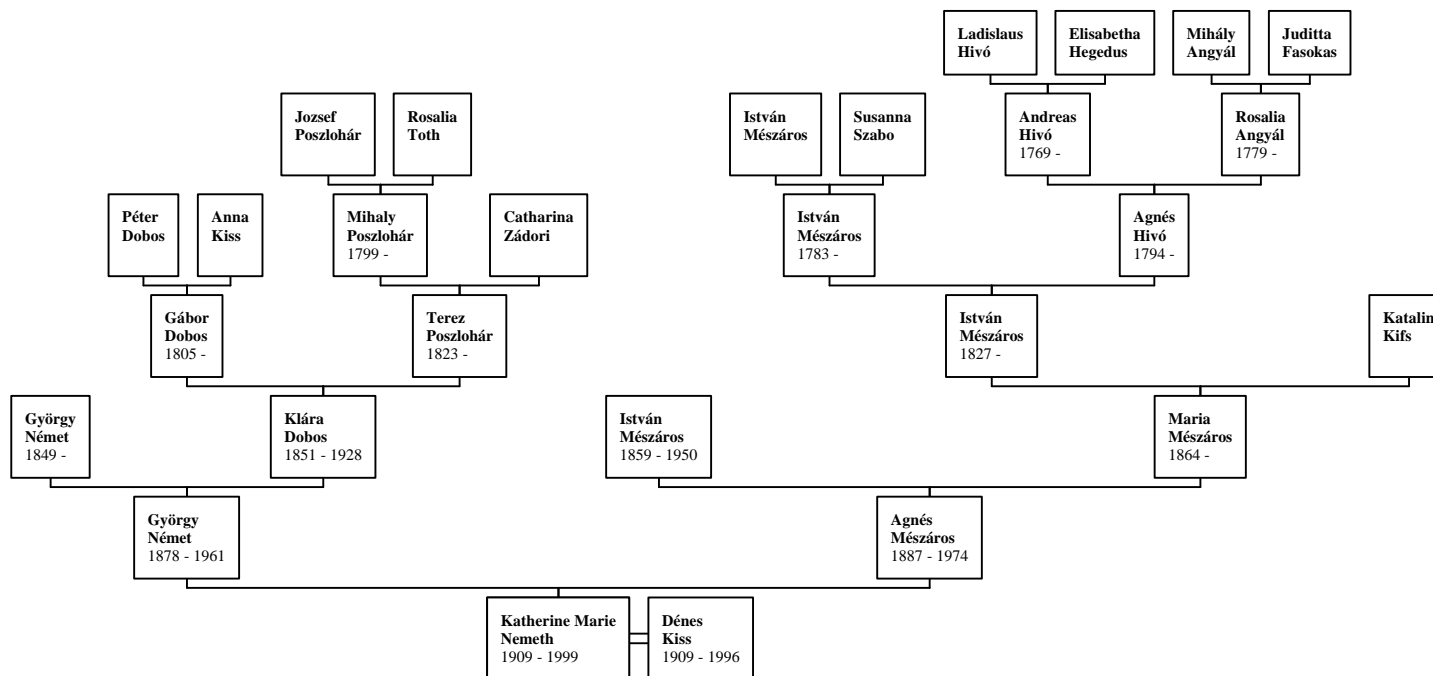 Ladislaus
Hivó
Elisabetha
Hegedus
Mihály
Angyál
Juditta
Fasokas
Jozsef
Poszlohár
Rosalia
Toth
István
Mészáros
Susanna
Szabo
Andreas
Hivó
1769 -
Rosalia
Angyál
1779 -
Péter
Dobos
Anna
Kiss
Mihaly
Poszlohár
1799 -
Catharina
Zádori
István
Mészáros
1783 -
Agnés
Hivó
1794 -
Gábor
Dobos
1805 -
Terez
Poszlohár
1823 -
István
Mészáros
1827 -
Katalin
Kifs
György
Német
1849 -
Klára
Dobos
1851 - 1928
István
Mészáros
1859 - 1950
Maria
Mészáros
1864 -
György
Német
1878 - 1961
Agnés
Mészáros
1887 - 1974
Katherine Marie
Nemeth
1909 - 1999
Dénes
Kiss
1909 - 1996